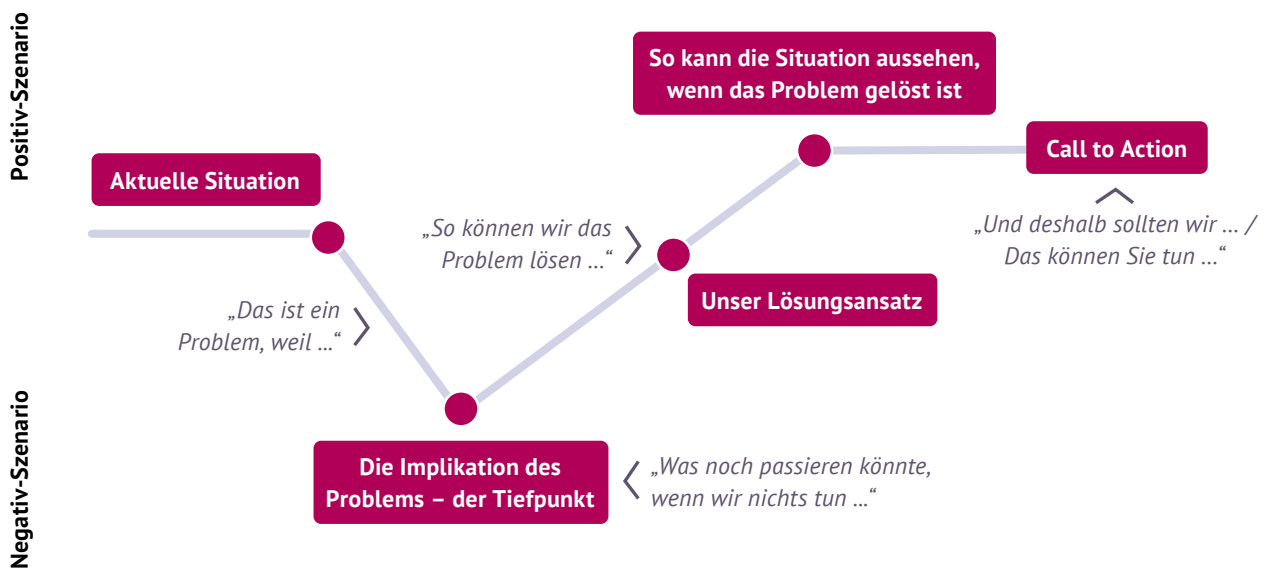 Positiv-Szenario
Negativ-Szenario
Aktuelle Situation
„Das ist ein
Problem, weil ...“
Die Implikation des
Problems – der Tiefpunkt
„Was noch passieren könnte,
wenn wir nichts tun ...“
„So können wir das
Problem lösen ...“
Unser Lösungsansatz
So kann die Situation aussehen,
wenn das Problem gelöst ist
Call to Action
„Und deshalb sollten wir ... /
Das können Sie tun ...“